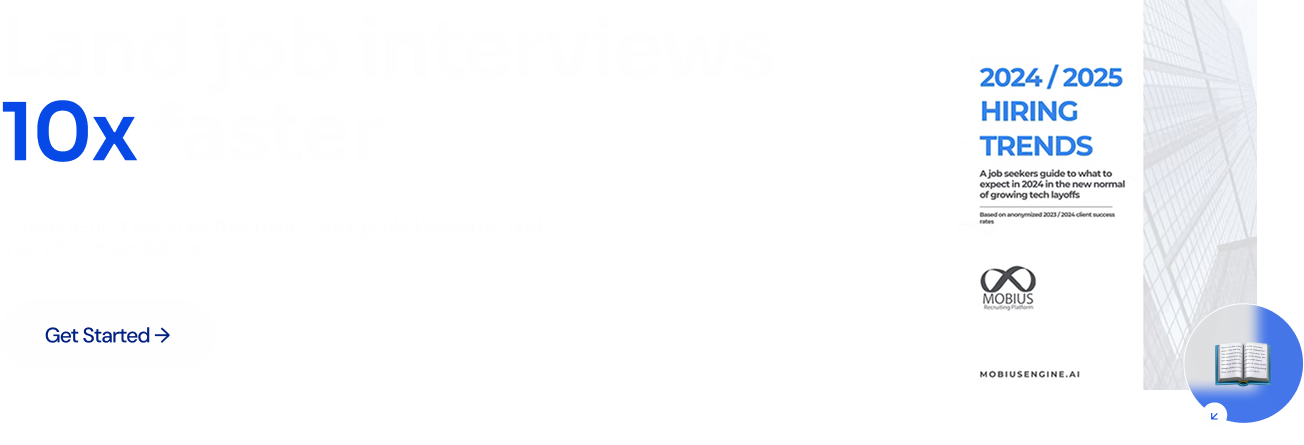 Land job interviews
10x faster
Get Started →
2024 / 2025
HIRING
TRENDS
A job seekers guide to what to
expect in 2024 in the new normal
of growing tech layoffs
Based on anonymized 2023 / 2024 client success
rates
MOBIUS
Recruiting Platform
MOBIUSENGINE.AI